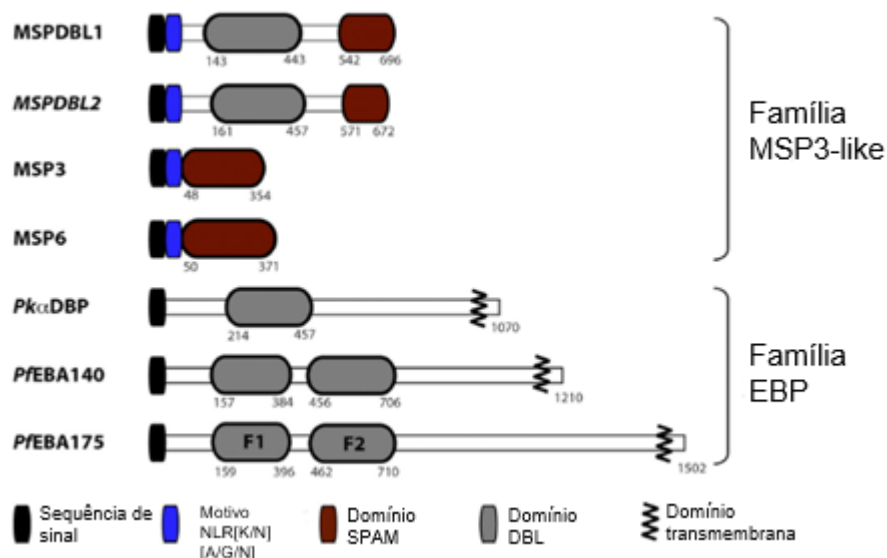 MSPDBL1
143 443 542 696
MSPDBL2
161 457 571 672
MSP3
48 354
MSP6
50 371
Família
MSP3-like
PkαDBP
214 457 1070
PfEBA140
157 384 456 706 1210
PfEBA175
F1 F2
159 396 462 710 1502
Família
EBP
Sequência de
sinal
Motivo
NLR[K/N]
[A/G/N]
Domínio
SPAM
Domínio
DBL
Domínio
transmembrana